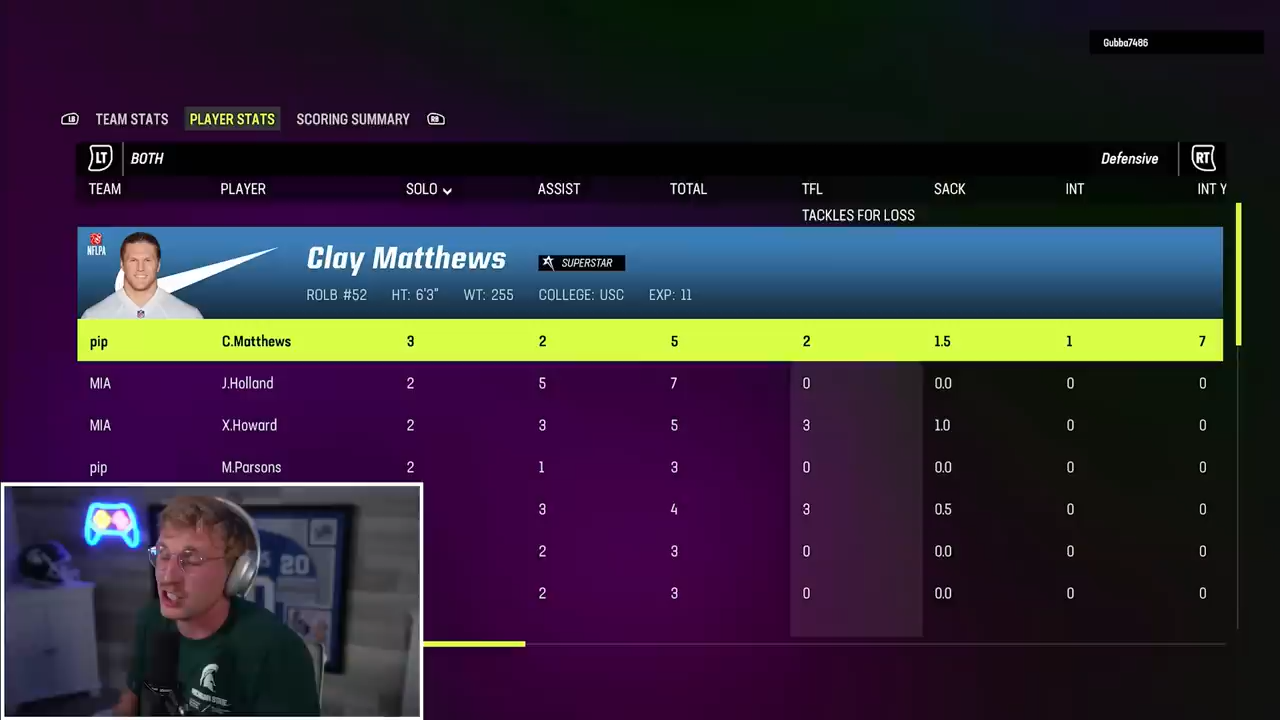 Gubba7486
LB TEAM STATS PLAYER STATS SCORING SUMMARY RB
LT BOTH Defensive RT
TEAM PLAYER SOLO ASSIST TOTAL TFL SACK INT INT Y
TACKLES FOR LOSS
NFLPA
Clay Matthews SUPERSTAR
ROLB #52 HT: 6'3" WT: 255 COLLEGE: USC EXP: 11
pip C.Matthews 3 2 5 2 1.5 1 7
MIA J.Holland 2 5 7 0 0.0 0 0
MIA X.Howard 2 3 5 3 1.0 0 0
pip M.Parsons 2 1 3 0 0.0 0 0
3 4 3 0.5 0 0
2 3 0 0.0 0 0
2 3 0 0.0 0 0
20